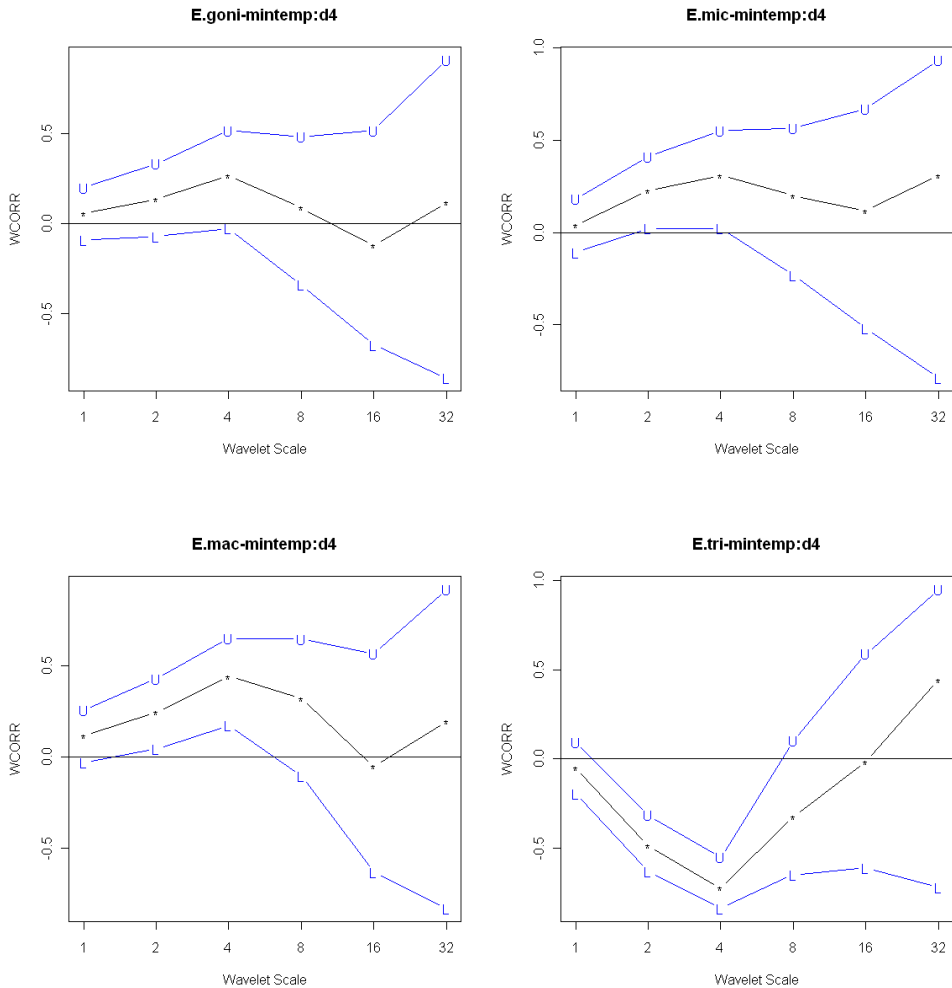 E.goni-mintemp:d4
WCORR
0.5
0.0
-0.5
U U U U U U
* * * * * *
L L L L L L
1 2 4 8 16 32
Wavelet Scale
E.mic-mintemp:d4
WCORR
1.0
0.5
0.0
-0.5
U U U U U U
* * * * * *
L L L L L L
1 2 4 8 16 32
Wavelet Scale
E.mac-mintemp:d4
WCORR
0.5
0.0
-0.5
U U U U U U
* * * * * *
L L L L L L
1 2 4 8 16 32
Wavelet Scale
E.tri-mintemp:d4
WCORR
1.0
0.5
0.0
-0.5
U U U U U U
* * * * * *
L L L L L L
1 2 4 8 16 32
Wavelet Scale